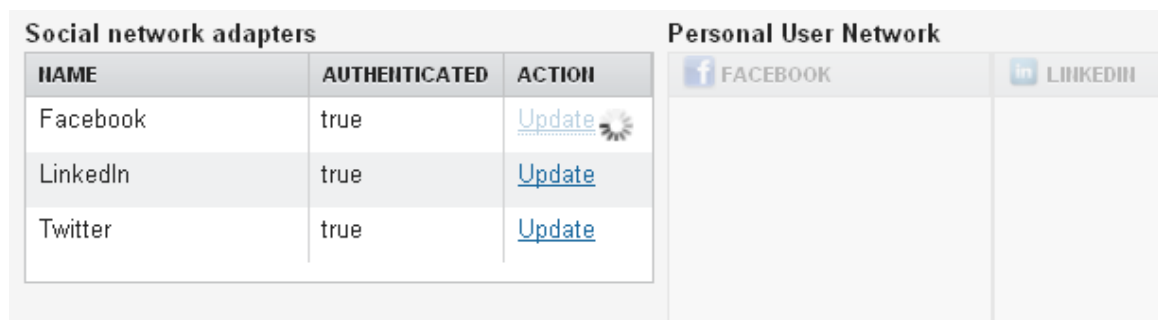 Social network adapters
NAME AUTHENTICATED ACTION
Facebook true Update
LinkedIn true Update
Twitter true Update
Personal User Network
FACEBOOK LINKEDIN